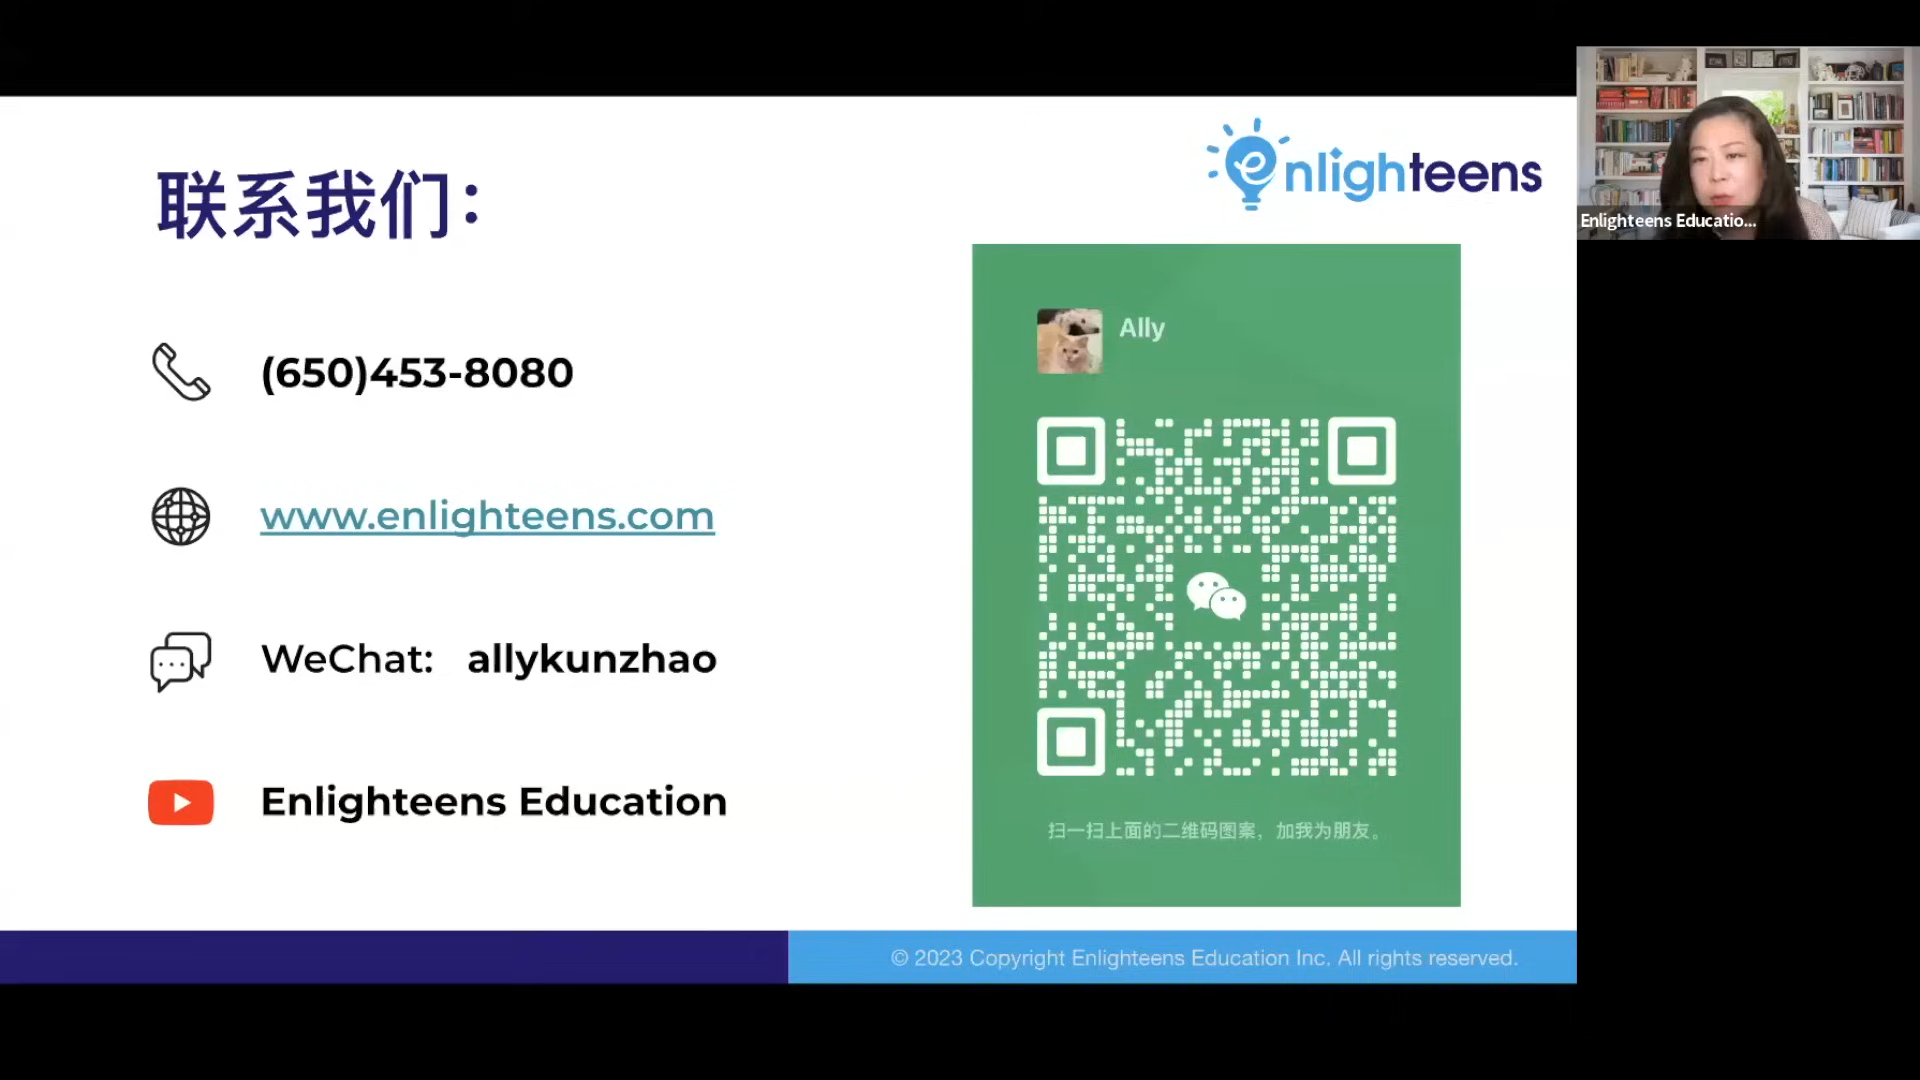 联系我们：
enlighteens
(650)453-8080
www.enlighteens.com
WeChat: allykunzhao
Enlighteens Education
Ally
扫一扫上面的二维码图案，加我为朋友。
© 2023 Copyright Enlighteens Education Inc. All rights reserved.
Enlighteens Educatio...